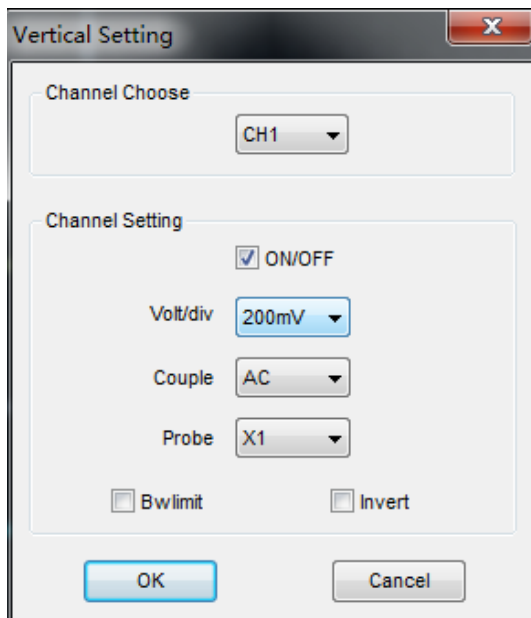 Vertical Setting
Channel Choose
CH1
Channel Setting
ON/OFF
Volt/div 200mV
Couple AC
Probe X1
Bwlimit Invert
OK Cancel